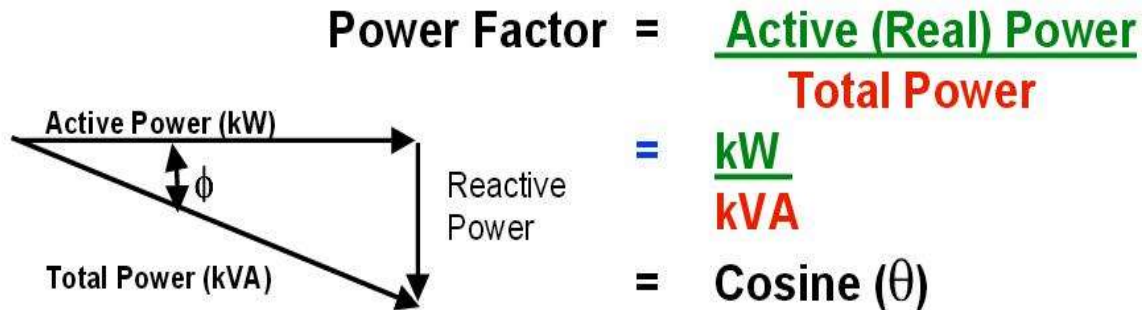 Power Factor = Active (Real) Power
Total Power
Active Power (kW)
= kW
kVA
ϕ
Reactive
Power
Total Power (kVA)
= Cosine (θ)